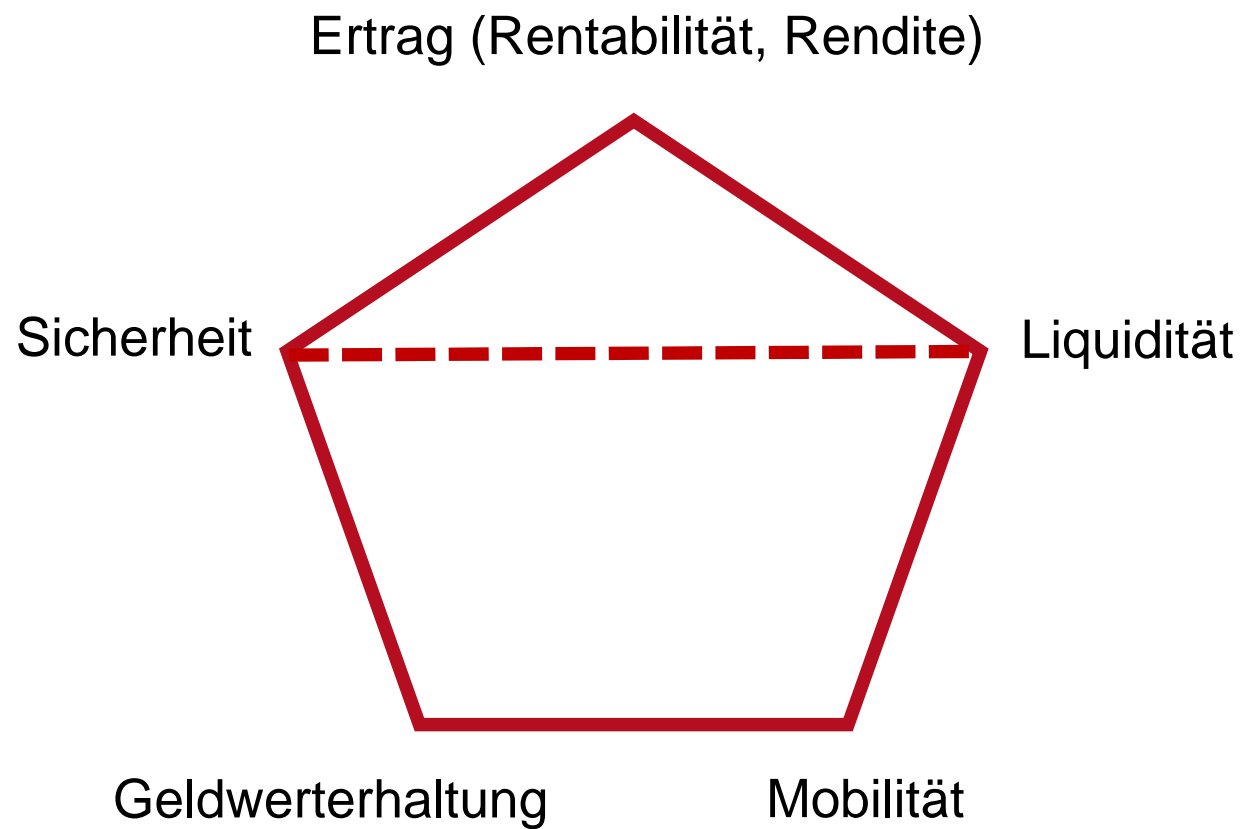 Ertrag (Rentabilität, Rendite)
Sicherheit
Liquidität
Geldwerterhaltung
Mobilität